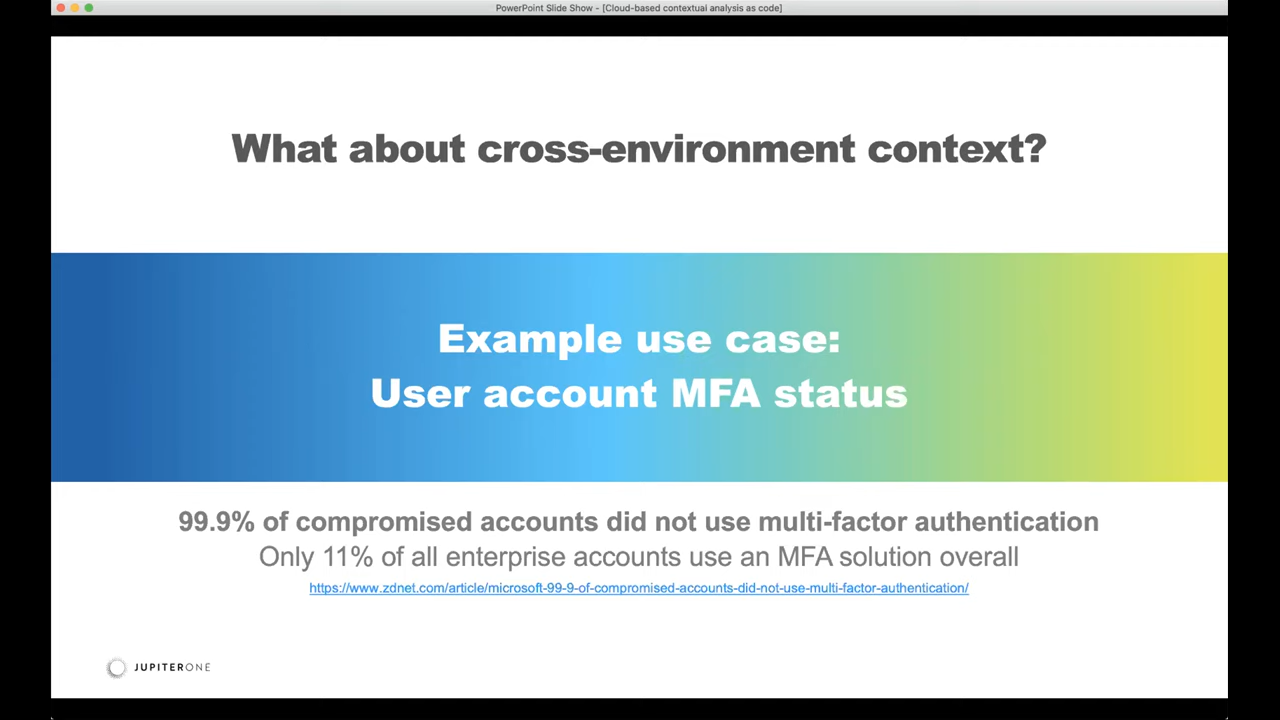 PowerPoint Slide Show - [Cloud-based contextual analysis as code]
What about cross-environment context?
Example use case:
User account MFA status
99.9% of compromised accounts did not use multi-factor authentication
Only 11% of all enterprise accounts use an MFA solution overall
https://www.zdnet.com/article/microsoft-99-9-of-compromised-accounts-did-not-use-multi-factor-authentication/
JUPITERONE